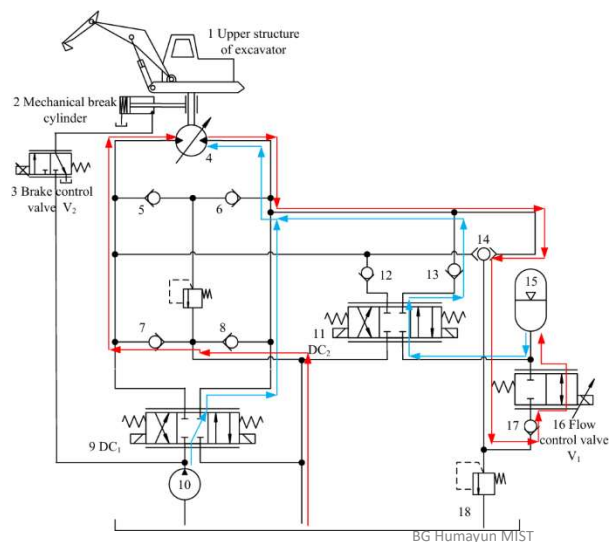 1 Upper structure
of excavator
2 Mechanical break
cylinder
4
3 Brake control
valve V2
5
6
14
12
13
15
11
7
8
DC2
16 Flow
control valve
V1
17
9 DC1
10
18
BG Humayun MIST